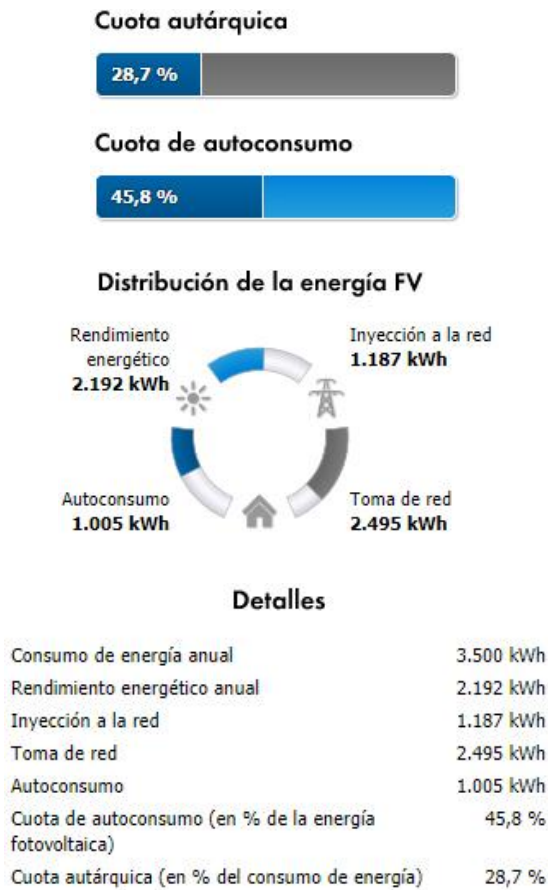 Cuota autárquica
28,7 %
Cuota de autoconsumo
45,8 %
Distribución de la energía FV
Rendimiento
energético
2.192 kWh
Inyección a la red
1.187 kWh
Autoconsumo
1.005 kWh
Toma de red
2.495 kWh
Detalles
Consumo de energía anual 3.500 kWh
Rendimiento energético anual 2.192 kWh
Inyección a la red 1.187 kWh
Toma de red 2.495 kWh
Autoconsumo 1.005 kWh
Cuota de autoconsumo (en % de la energía 45,8 %
fotovoltaica)
Cuota autárquica (en % del consumo de energía) 28,7 %